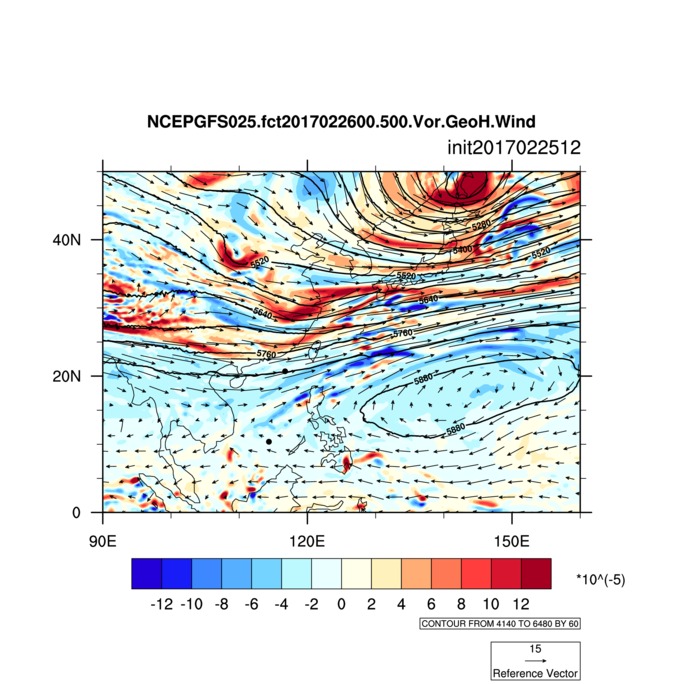 NCEPGFS025.fct2017022600.500.Vor.GeoH.Wind
init2017022512
40N
20N
0
90E 120E 150E
5280
5400
5520
5520
5520
5640
5640
5760
5760
5880
5880
-12 -10 -8 -6 -4 -2 0 2 4 6 8 10 12
*10^(-5)
CONTOUR FROM 4140 TO 6480 BY 60
15
Reference Vector